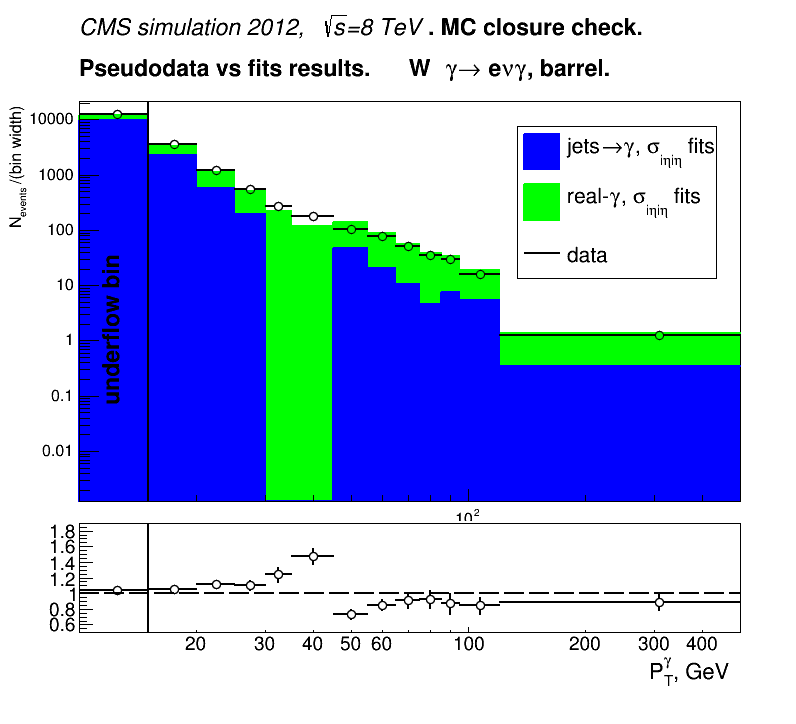 CMS simulation 2012, √s=8 TeV . MC closure check.
Pseudodata vs fits results. W γ→ eνγ, barrel.
N_events /(bin width)
10000
1000
100
10
1
0.1
0.01
underflow bin
jets→γ, σ_iηiη fits
real-γ, σ_iηiη fits
data
10²
1.8
1.6
1.4
1.2
1
0.8
0.6
20 30 40 50 60 100 200 300 400
P_T^γ, GeV